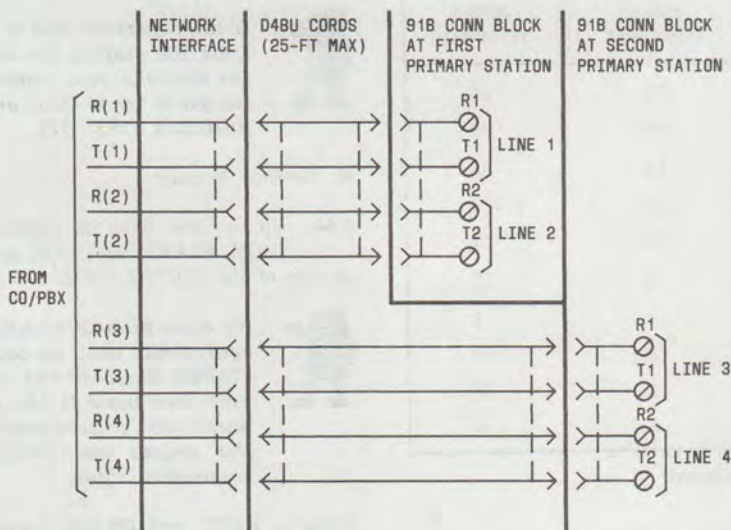 NETWORK INTERFACE
D4BU CORDS (25-FT MAX)
91B CONN BLOCK AT FIRST PRIMARY STATION
91B CONN BLOCK AT SECOND PRIMARY STATION
R(1)
R1
T(1)
T1
LINE 1
R(2)
R2
T(2)
T2
LINE 2
FROM
CO/PBX
R(3)
R1
T(3)
T1
LINE 3
R(4)
R2
T(4)
T2
LINE 4